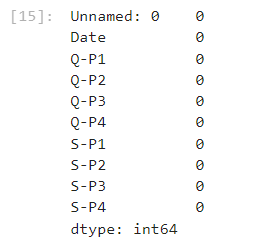 [15]: Unnamed: 0 0
Date 0
Q-P1 0
Q-P2 0
Q-P3 0
Q-P4 0
S-P1 0
S-P2 0
S-P3 0
S-P4 0
dtype: int64